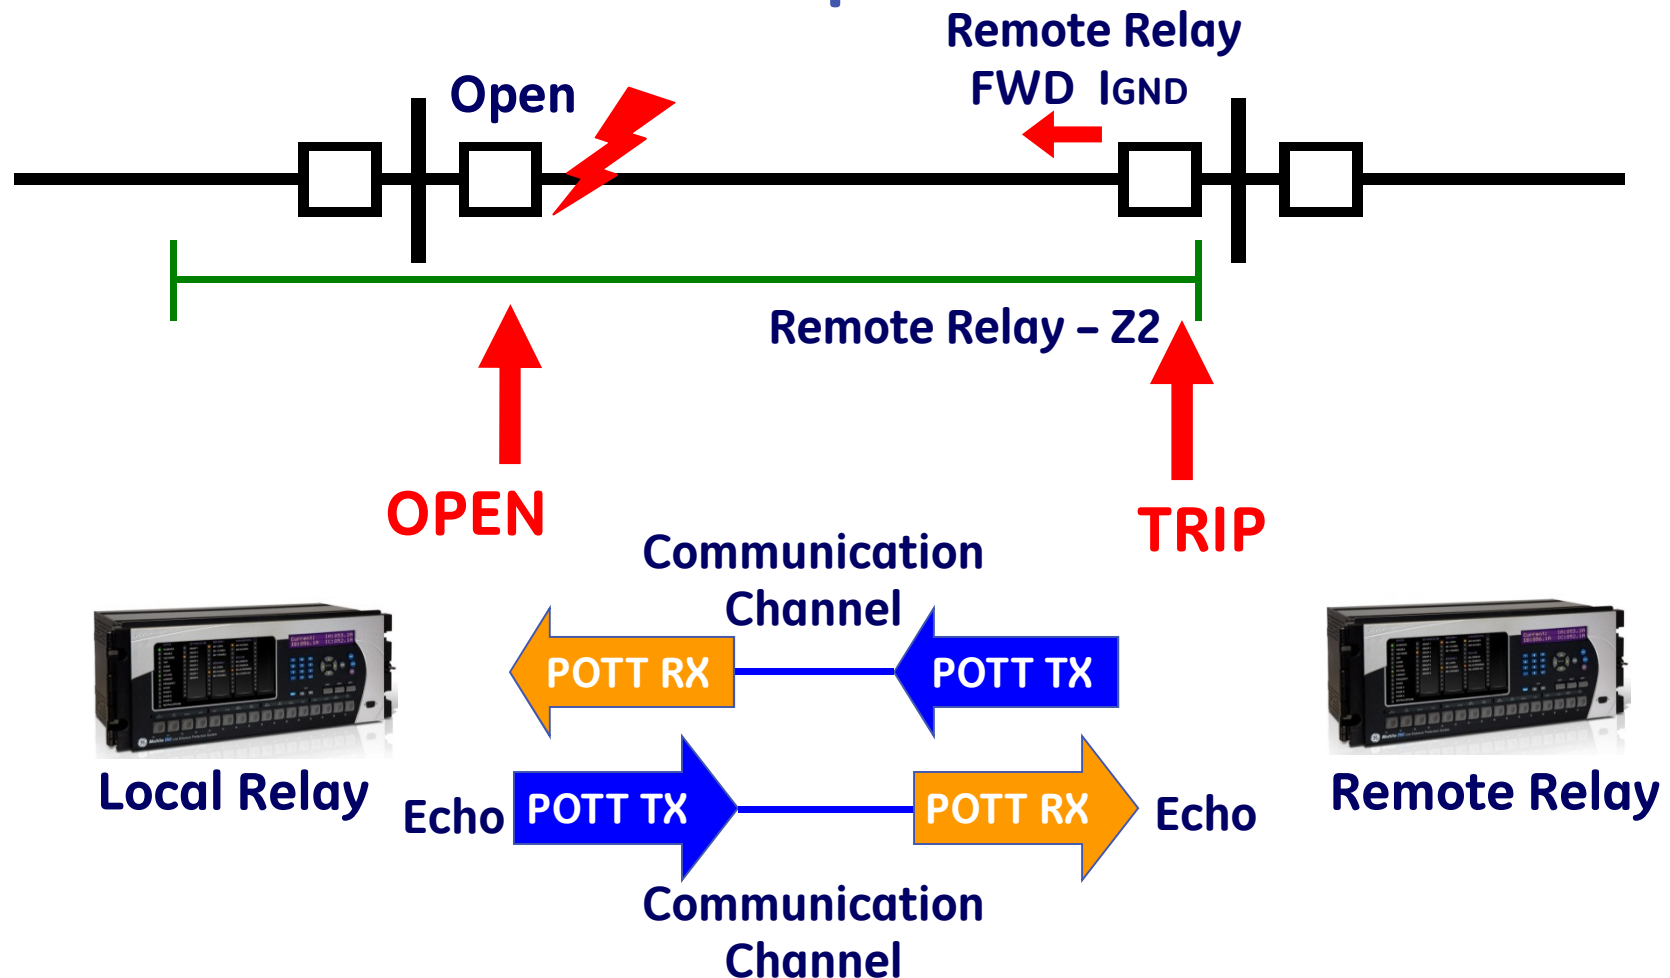 Remote Relay
FWD IGND
Open
Remote Relay – Z2
OPEN
TRIP
Communication
Channel
POTT RX
POTT TX
Local Relay
Remote Relay
Echo
POTT TX
POTT RX
Echo
Communication
Channel